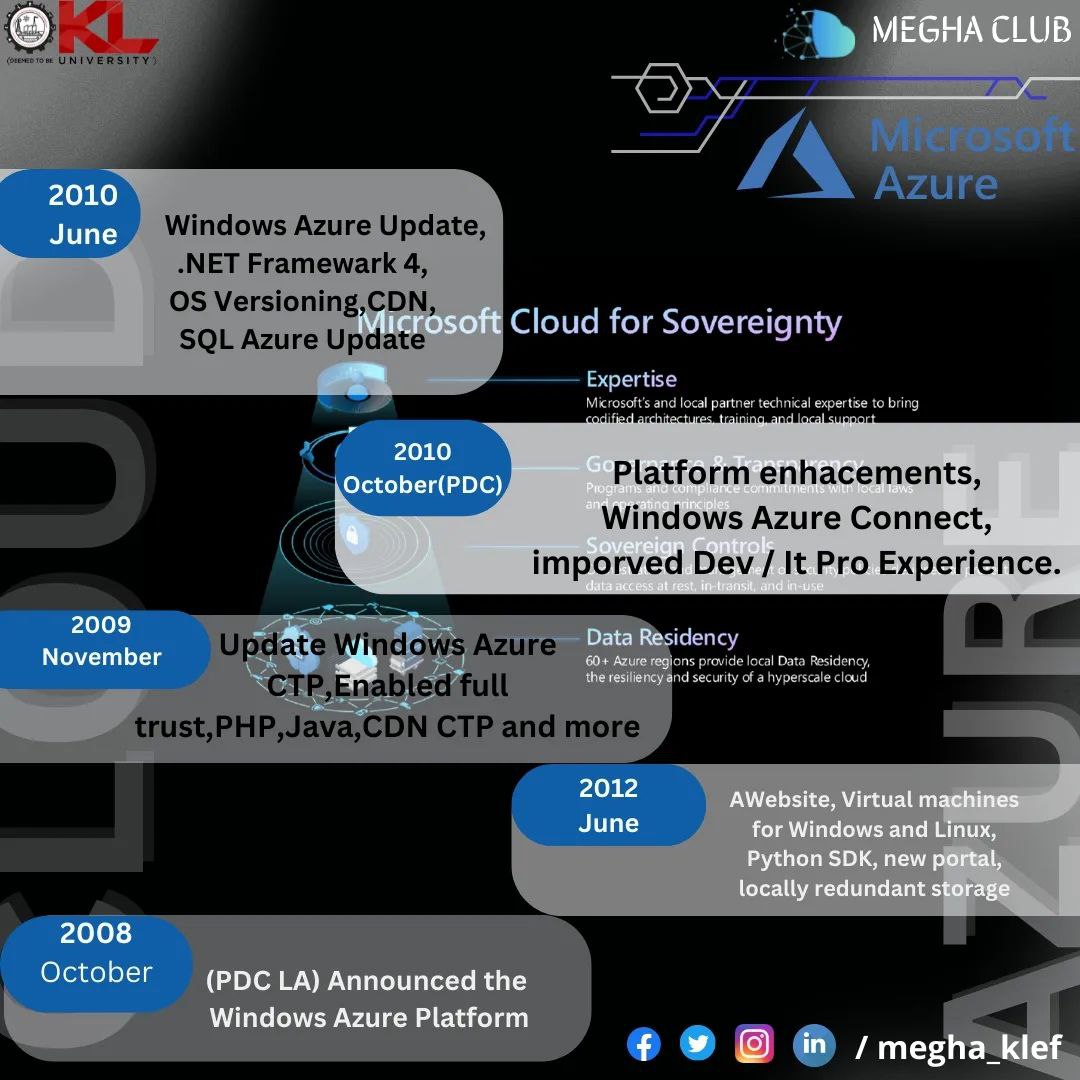 KL
(DEEMED TO BE UNIVERSITY)
MEGHA CLUB
Microsoft
Azure
2010
June
Windows Azure Update,
.NET Framewark 4,
OS Versioning,CDN,
SQL Azure Update
Microsoft Cloud for Sovereignty
Expertise
Microsoft's and local partner technical expertise to bring
codified architectures, training, and local support
2010
October(PDC)
Platform enhacements,
Windows Azure Connect,
imporved Dev / It Pro Experience.
Governance & Transparency
Programs and compliance commitments with local laws
and operating principles
Sovereign Controls
data access at rest, in-transit, and in-use
2009
November
Update Windows Azure
CTP,Enabled full
trust,PHP,Java,CDN CTP and more
Data Residency
60+ Azure regions provide local Data Residency,
the resiliency and security of a hyperscale cloud
2012
June
AWebsite, Virtual machines
for Windows and Linux,
Python SDK, new portal,
locally redundant storage
2008
October
(PDC LA) Announced the
Windows Azure Platform
CLOUD
AZURE
/ megha_klef